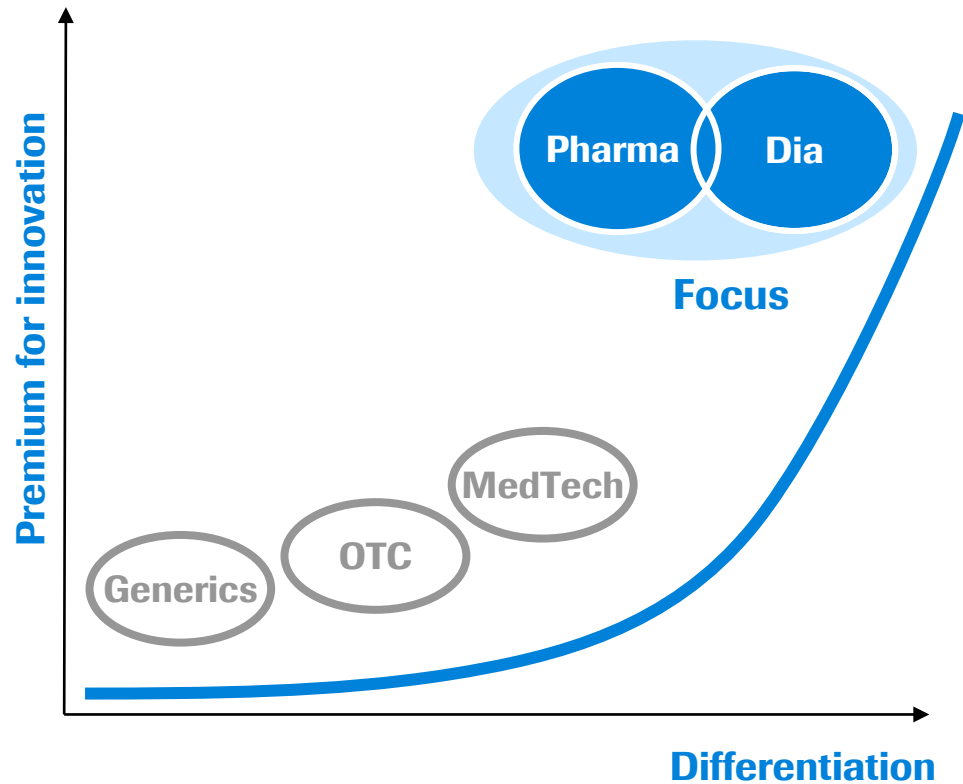 Premium for innovation
Pharma
Dia
Focus
MedTech
OTC
Generics
Differentiation